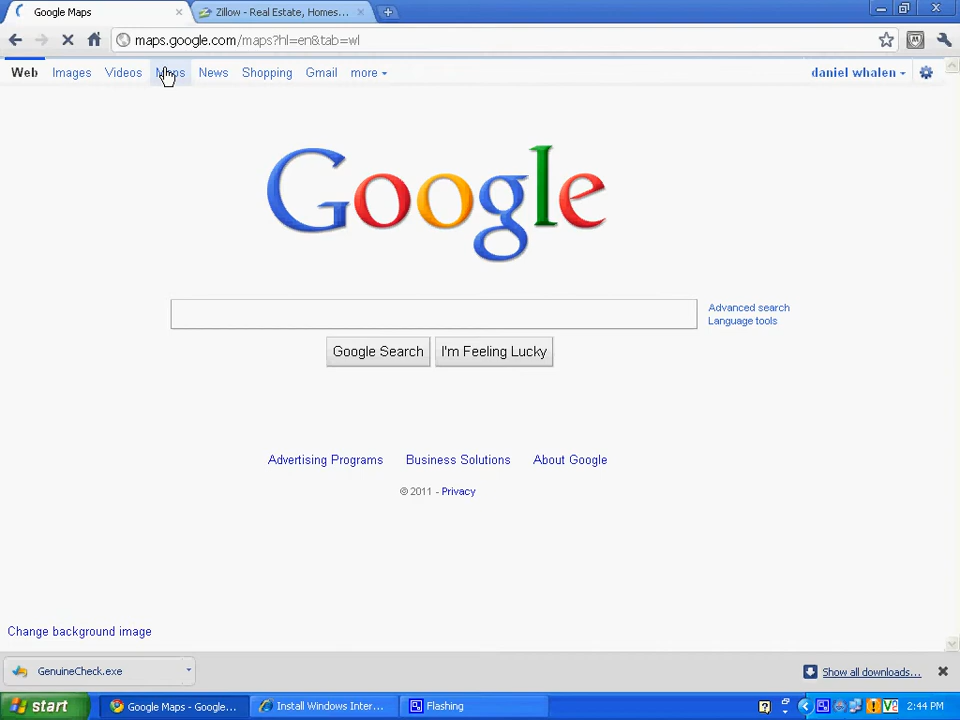 Google Maps
Zillow - Real Estate, Homes...
maps.google.com/maps?hl=en&tab=wl
Web Images Videos Maps News Shopping Gmail more
daniel whalen
Google
Advanced search
Language tools
Google Search I'm Feeling Lucky
Advertising Programs Business Solutions About Google
© 2011 - Privacy
Change background image
GenuineCheck.exe
Show all downloads...
start
Google Maps - Google...
Install Windows Inter...
Flashing
2:44 PM